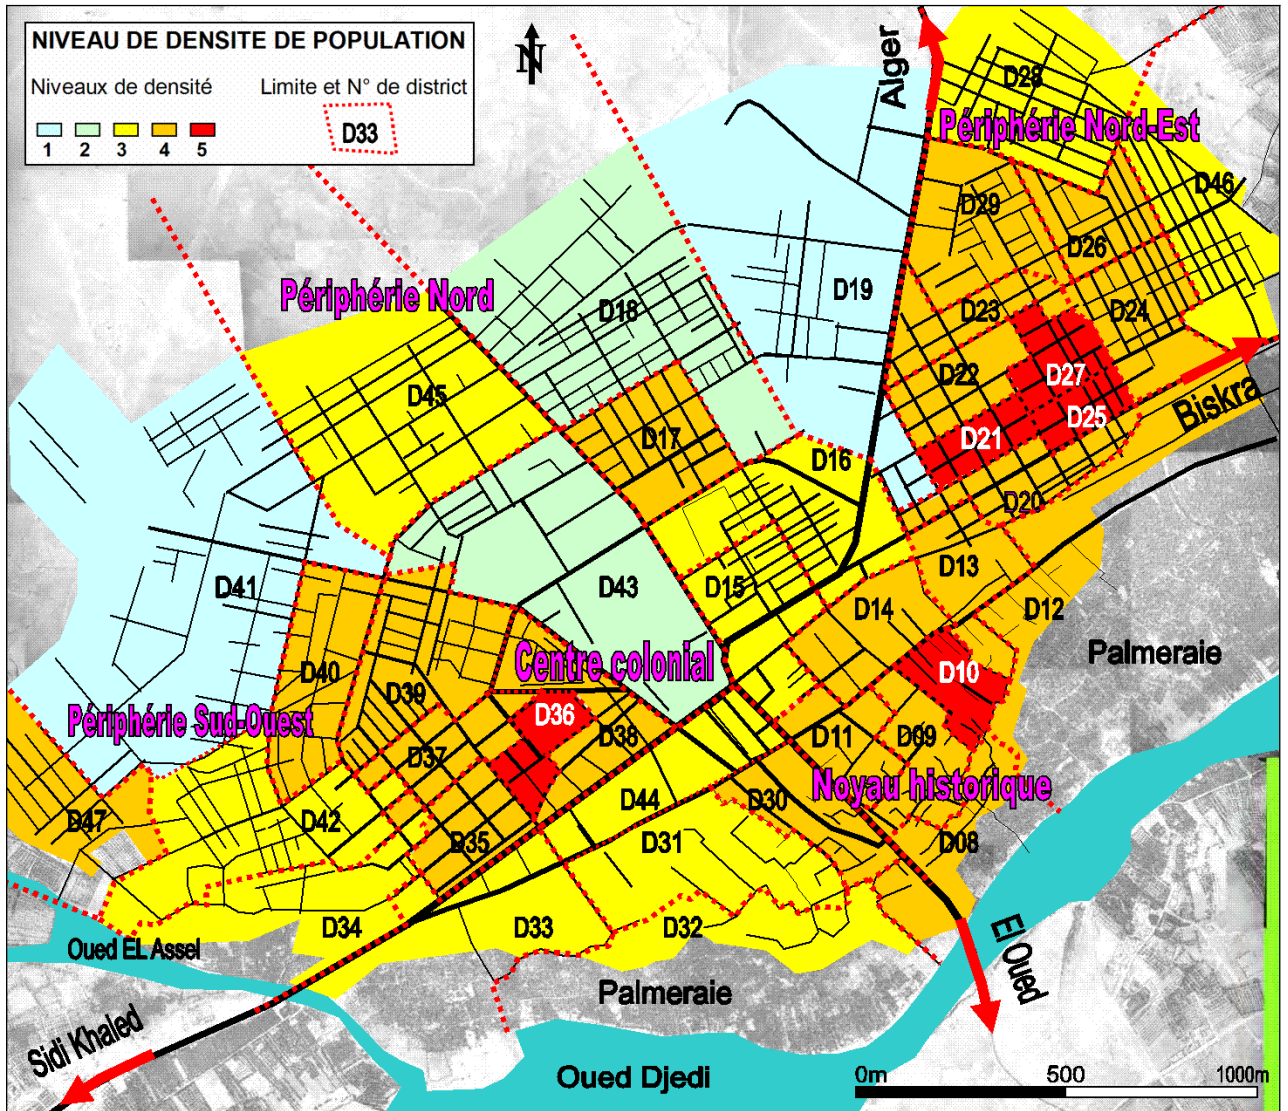 NIVEAU DE DENSITE DE POPULATION
Niveaux de densité
Limite et N° de district
1 2 3 4 5
D33
N
Alger
D28
Périphérie Nord-Est
D46
D29
D26
Périphérie Nord
D19
D18
D23
D24
D45
D22
D27
Biskra
D17
D25
D21
D16
D20
D41
D43
D15
D13
D14
D12
Palmeraie
Centre colonial
D40
D39
D10
D36
Périphérie Sud-Ouest
D38
D11
D09
D37
Noyau historique
D44
D30
D47
D42
D35
D31
D08
D34
D33
D32
Oued EL Assel
El Oued
Palmeraie
Sidi Khaled
Oued Djedi
0m 500 1000m